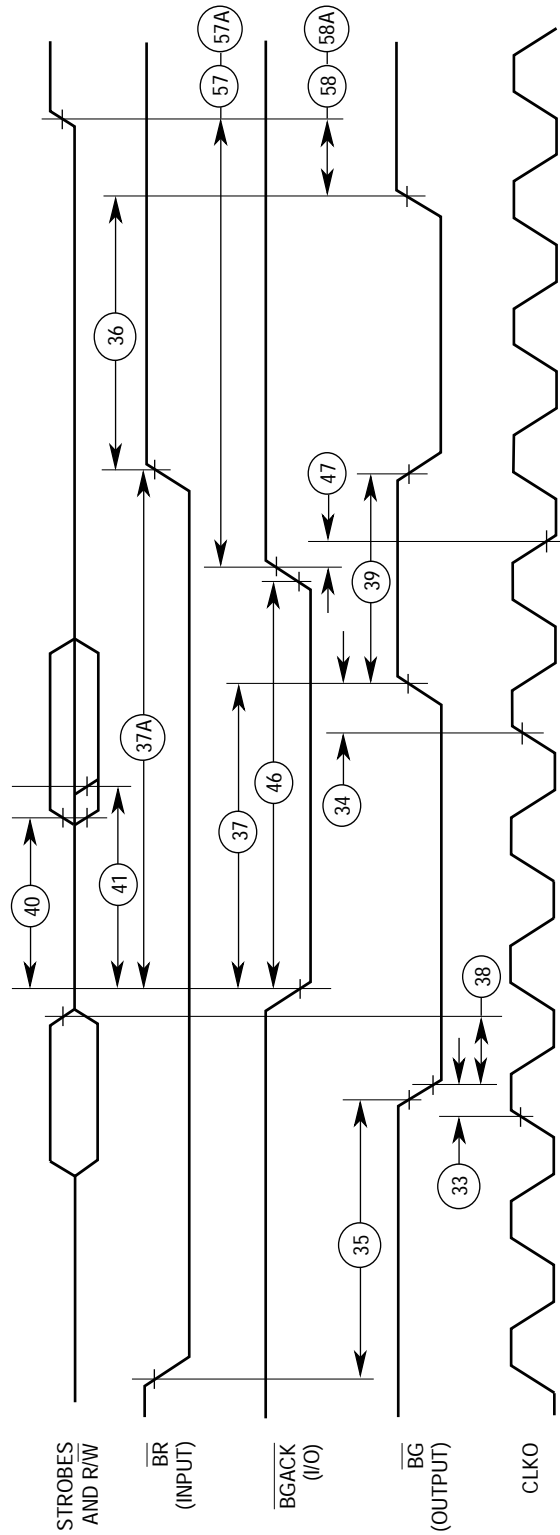 40
STROBES
AND R/W
36
41
37A
BR
(INPUT)
57 57A
37
46
BGACK
(I/O)
47
58 58A
34
35
39
BG
(OUTPUT)
33
38
CLKO